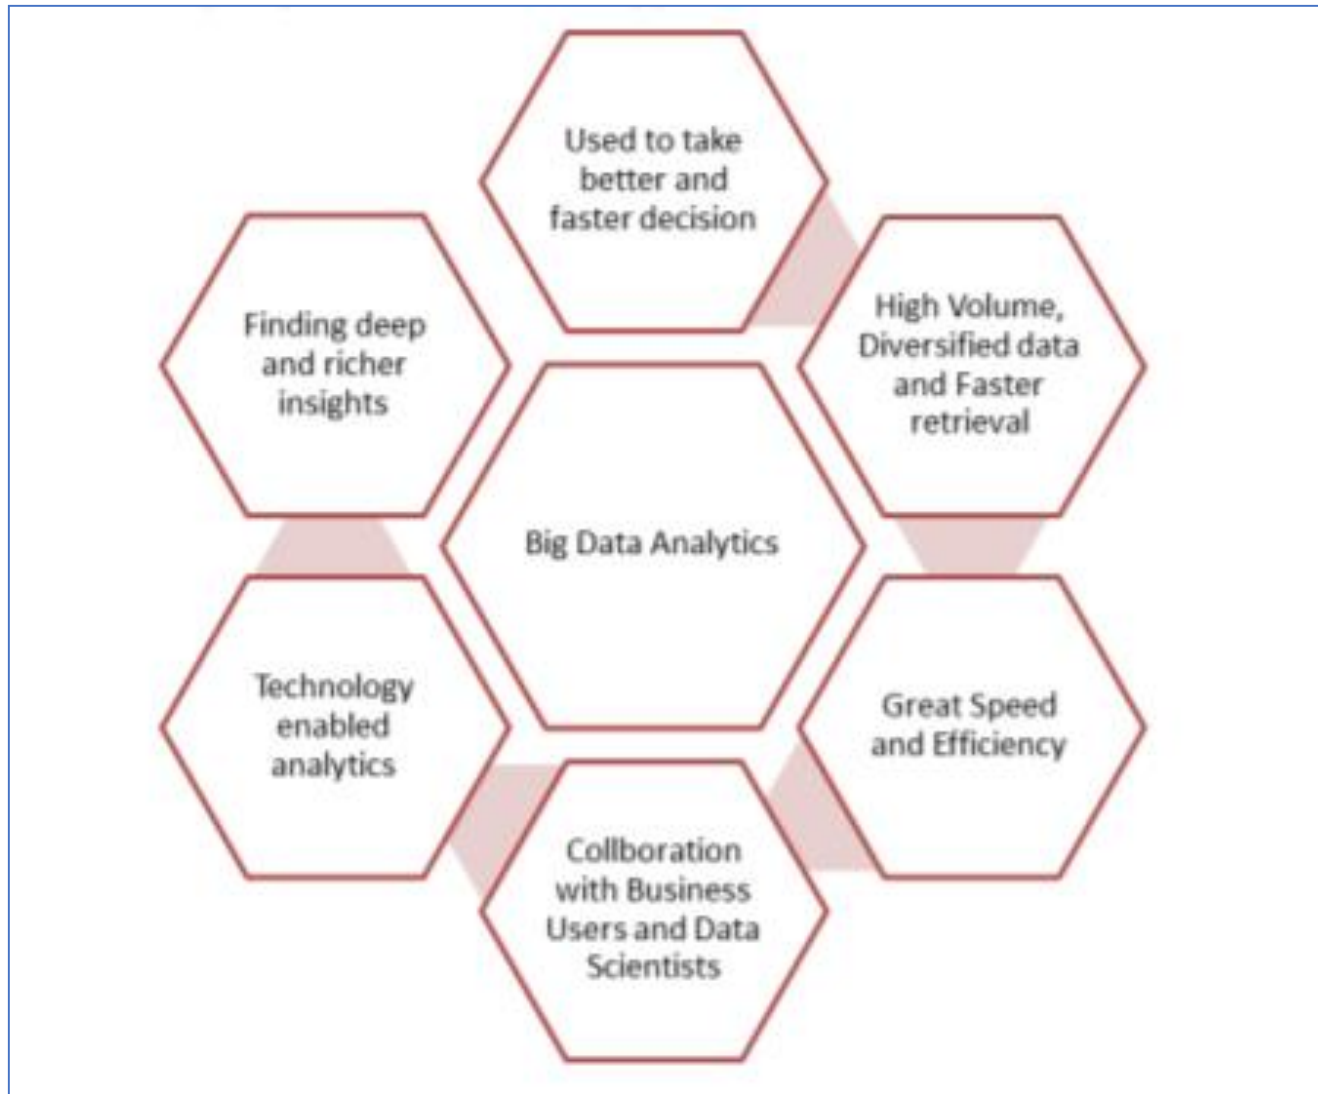 Used to take
better and
faster decision
High Volume,
Diversified data
and Faster
retrieval
Great Speed
and Efficiency
Collboration
with Business
Users and Data
Scientists
Technology
enabled
analytics
Finding deep
and richer
insights
Big Data Analytics